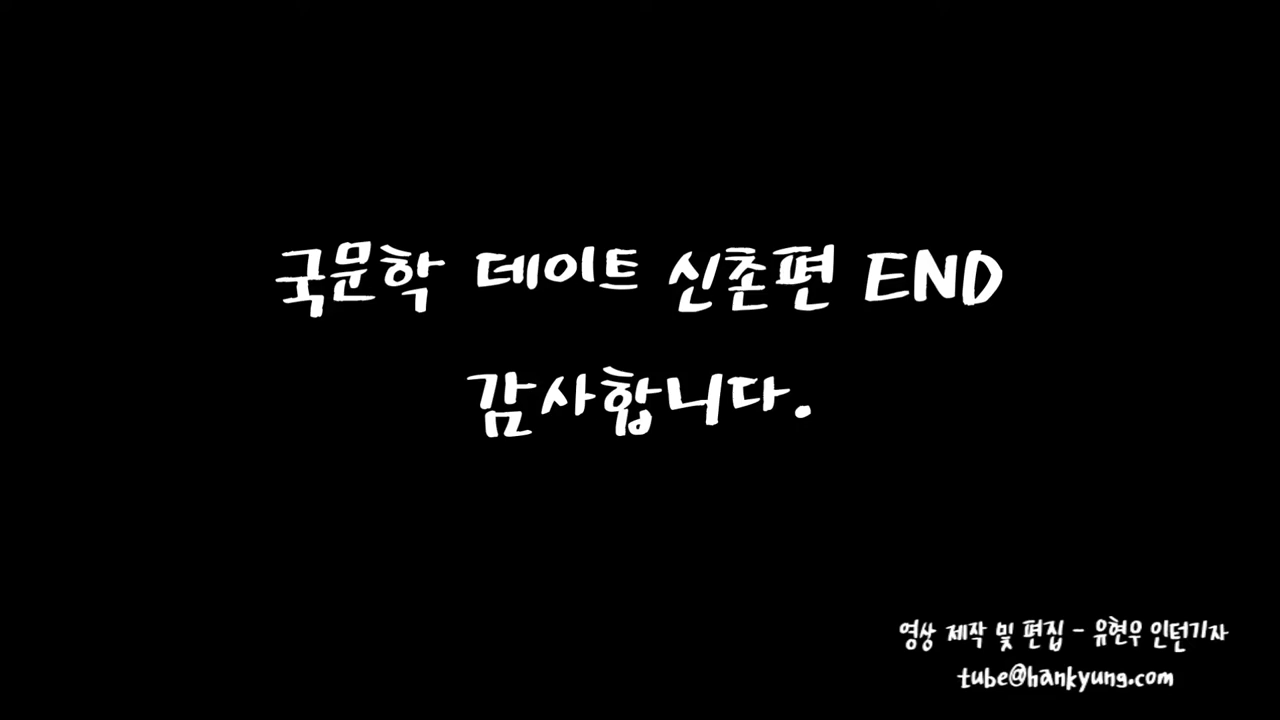 국문학 데이트 신촌편 END
감사합니다.
영상 제작 및 편집 - 유현우 인턴기자
tube@hankyung.com